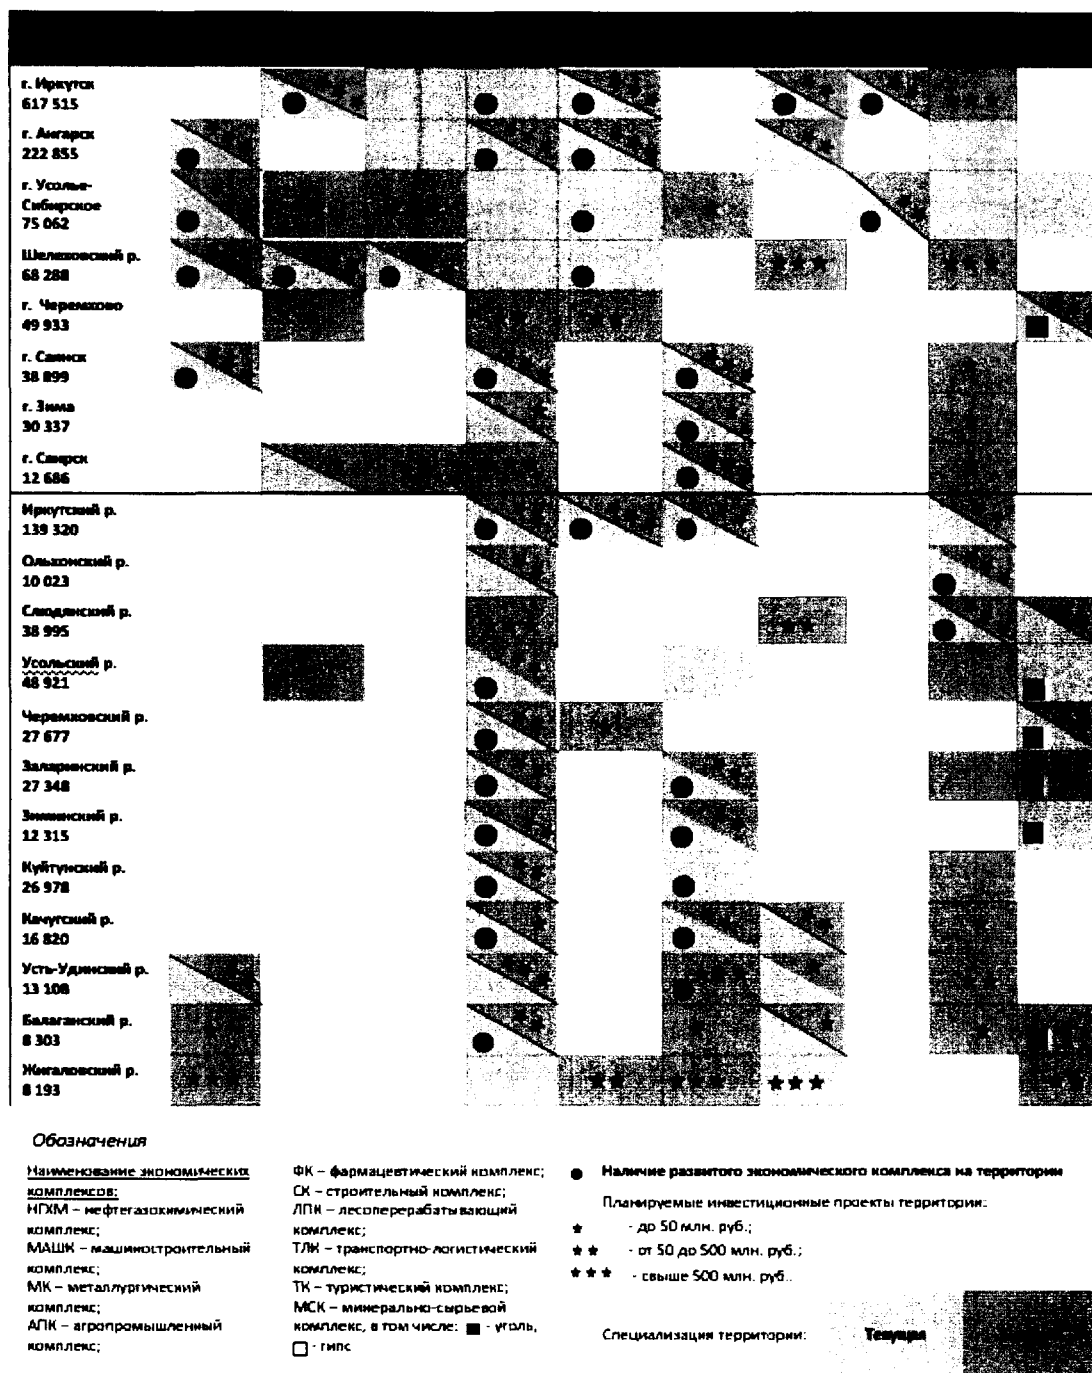 г. Иркутск
617 515
г. Ангарск
222 855
г. Усолье-
Сибирское
75 062
Шелеховский р.
68 288
г. Черемхово
49 933
г. Саянск
38 899
г. Зима
30 337
г. Свирск
12 686
Иркутский р.
139 320
Ольхонский р.
10 023
Слюдянский р.
38 995
Усольский р.
48 921
Черемховский р.
27 677
Заларинский р.
27 348
Зиминский р.
12 315
Куйтунский р.
26 978
Качугский р.
16 820
Усть-Удинский р.
13 108
Балаганский р.
8 303
Жигаловский р.
8 193
Обозначения
Наименование экономических
комплексов:
НГХМ – нефтегазохимический
комплекс;
МАШК – машиностроительный
комплекс;
МК – металлургический
комплекс;
АПК – агропромышленный
комплекс;
ФК – фармацевтический комплекс;
СК – строительный комплекс;
ЛПК – лесоперерабатывающий
комплекс;
ТЛК – транспортно-логистический
комплекс;
ТК – туристический комплекс;
МСК – минерально-сырьевой
комплекс, в том числе: ■ - уголь,
□ - гипс
● Наличие развитого экономического комплекса на территории
Планируемые инвестиционные проекты территории:
★ - до 50 млн. руб.;
★★ - от 50 до 500 млн. руб.;
★★★ - свыше 500 млн. руб..
Специализация территории: Текущая